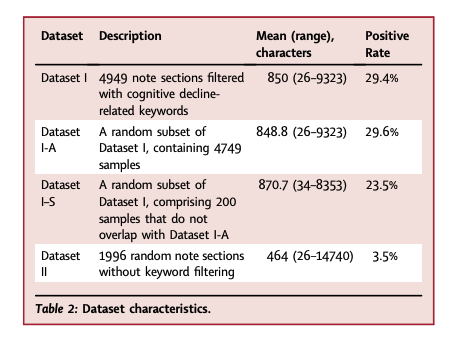 Dataset Description Mean (range), Positive
characters Rate
Dataset I 4949 note sections filtered 850 (26–9323) 29.4%
with cognitive decline-
related keywords
Dataset A random subset of 848.8 (26–9323) 29.6%
I-A Dataset I, containing 4749
samples
Dataset A random subset of 870.7 (34–8353) 23.5%
I–S Dataset I, comprising 200
samples that do not
overlap with Dataset I-A
Dataset 1996 random note sections 464 (26–14740) 3.5%
II without keyword filtering
Table 2: Dataset characteristics.